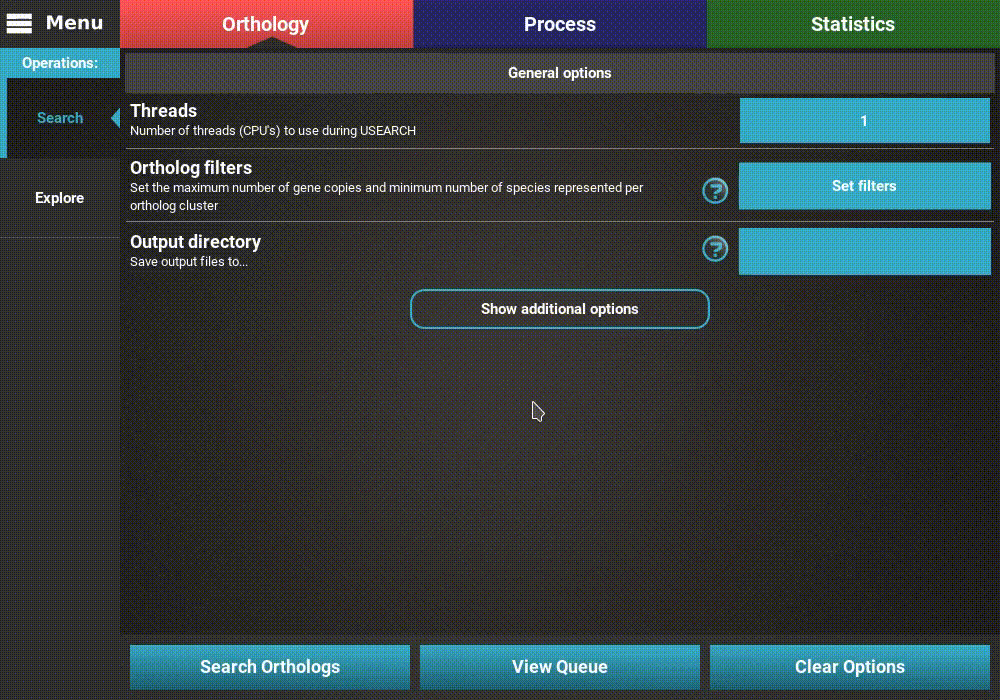 Menu
Orthology
Process
Statistics
Operations:
Search
Explore
General options
Threads
Number of threads (CPU's) to use during USEARCH
1
Ortholog filters
Set the maximum number of gene copies and minimum number of species represented per
ortholog cluster
?
Set filters
Output directory
Save output files to...
?
Show additional options
Search Orthologs
View Queue
Clear Options